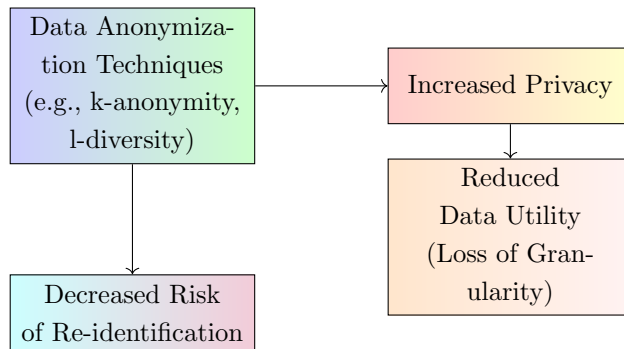 Data Anonymiza-
tion Techniques
(e.g., k-anonymity,
l-diversity)
Increased Privacy
Reduced
Data Utility
(Loss of Gran-
ularity)
Decreased Risk
of Re-identification